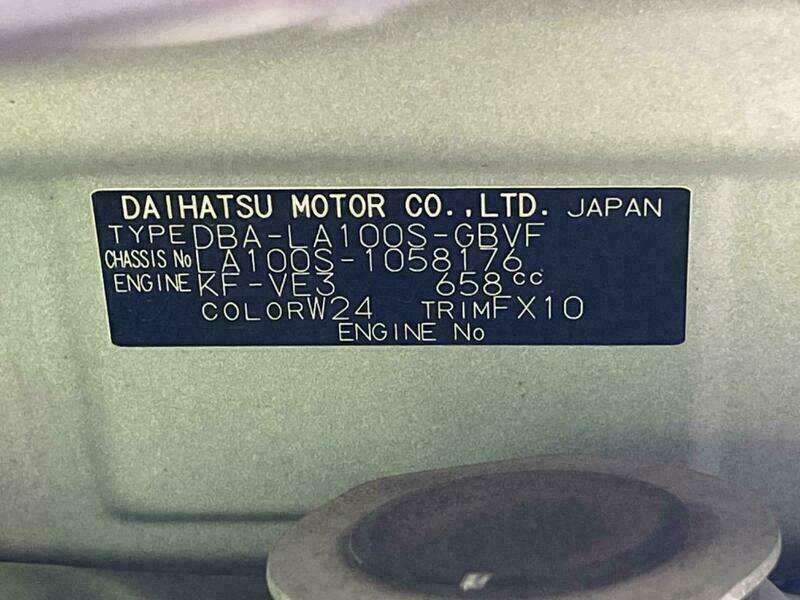 DAIHATSU MOTOR CO.,LTD. JAPAN
TYPE DBA-LA100S-GBVF
CHASSIS No LA100S-1058176
ENGINE KF-VE3 658cc
COLOR W24 TRIM FX10
ENGINE No